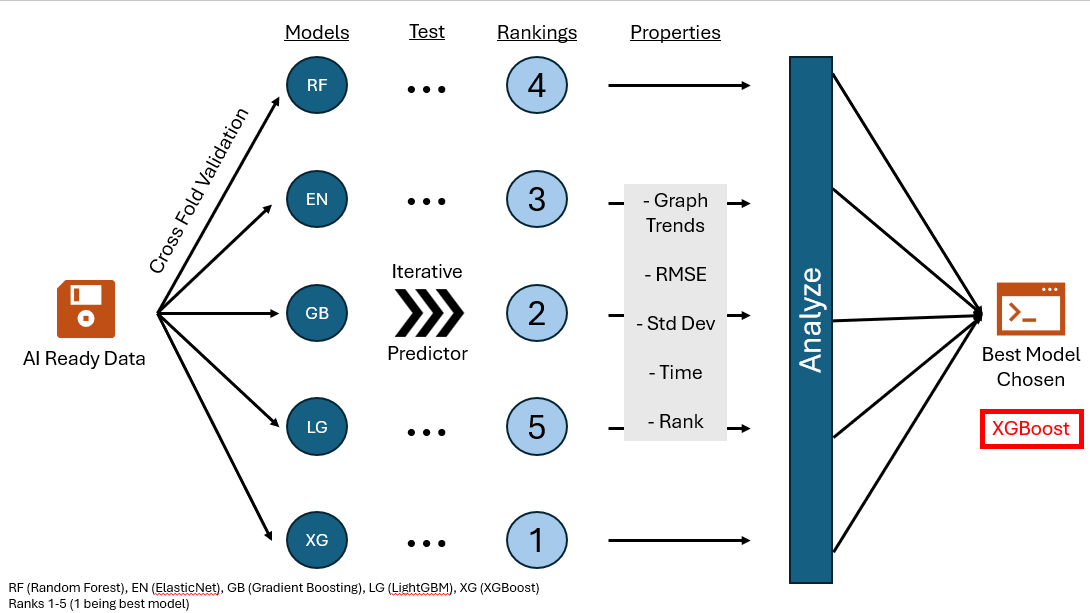 Models
Test
Rankings
Properties
RF
4
Cross Fold Validation
EN
3
- Graph
Trends
- RMSE
- Std Dev
- Time
- Rank
Iterative
Predictor
GB
2
AI Ready Data
Analyze
Best Model
Chosen
XGBoost
LG
5
XG
1
RF (Random Forest), EN (ElasticNet), GB (Gradient Boosting), LG (LightGBM), XG (XGBoost)
Ranks 1-5 (1 being best model)